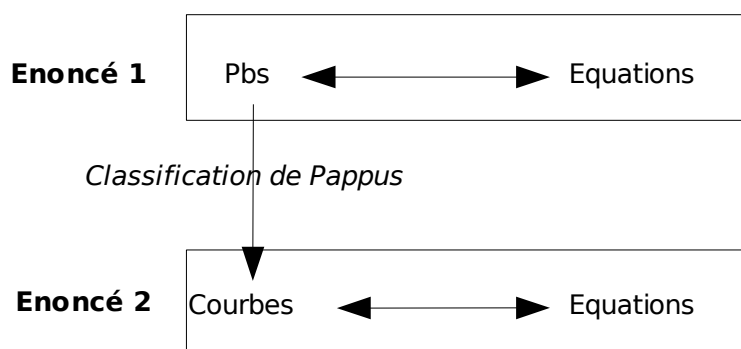 Enoncé 1 Pbs Equations
Classification de Pappus
Enoncé 2 Courbes Equations